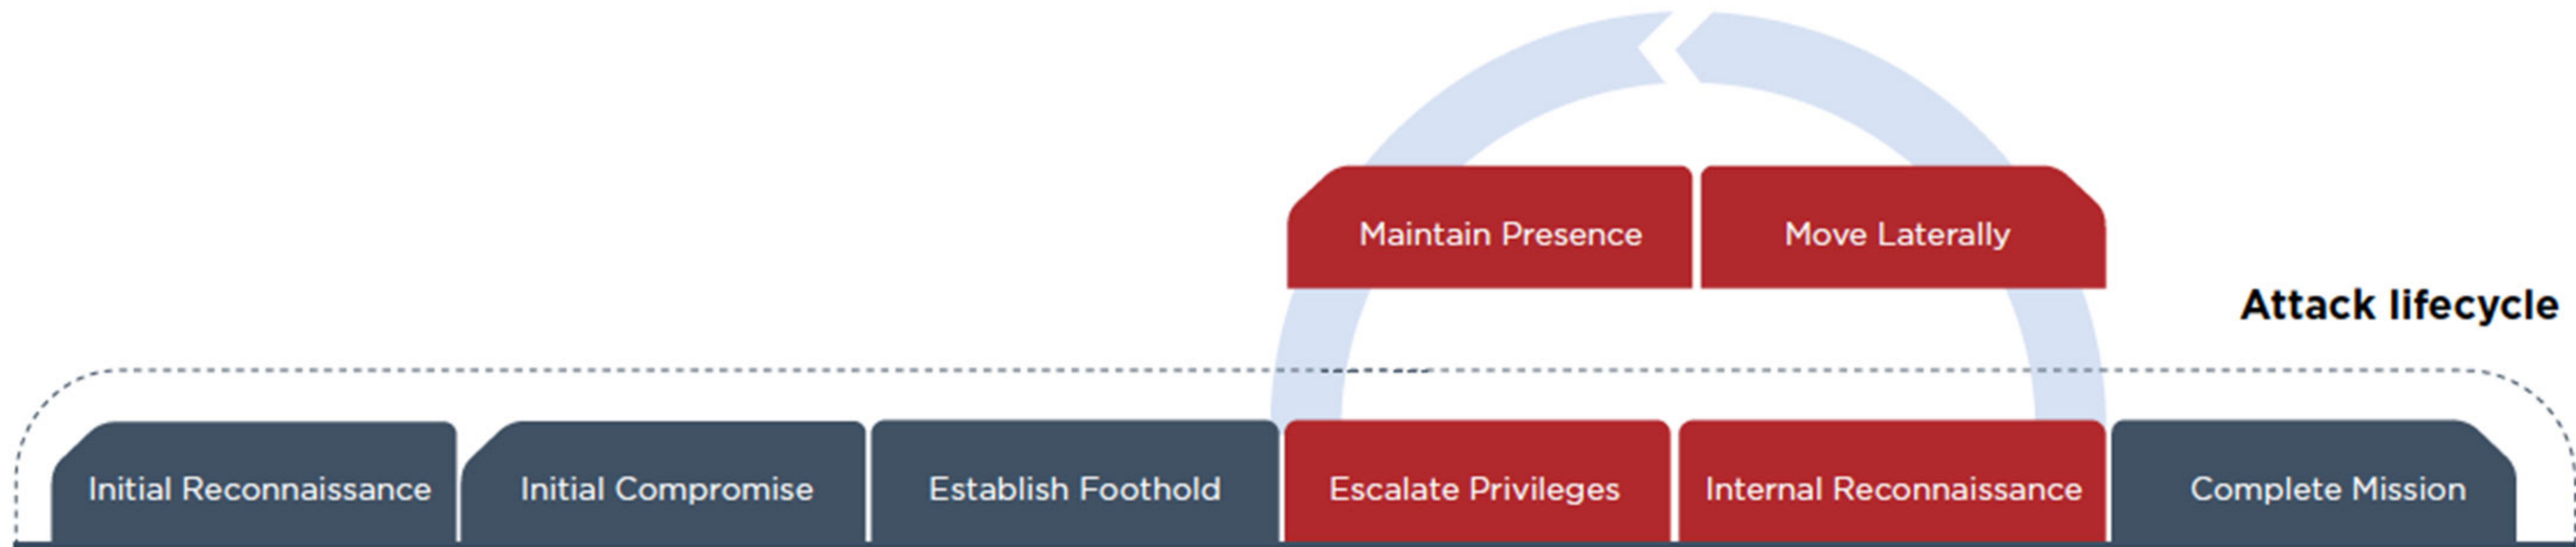 Maintain Presence
Move Laterally
Attack lifecycle
Initial Reconnaissance
Initial Compromise
Establish Foothold
Escalate Privileges
Internal Reconnaissance
Complete Mission